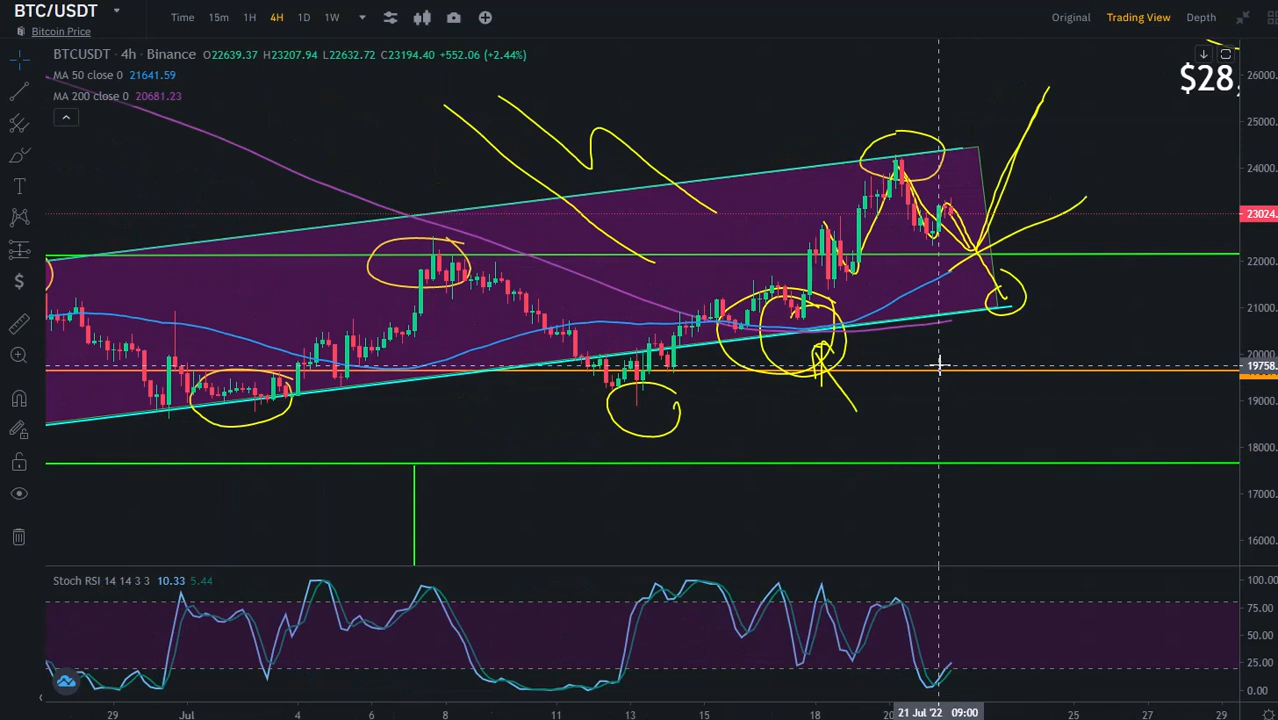 BTC/USDT
Bitcoin Price
Time 15m 1H 4H 1D 1W
Original Trading View Depth
BTCUSDT · 4h · Binance O22639.37 H23207.94 L22632.72 C23194.40 +552.06 (+2.44%)
MA 50 close 0 21641.59
MA 200 close 0 20681.23
$28
26000.
25000.
24000.
23024.
22000.
21000.
20000.
19758.
19000.
18000.
17000.
16000.
Stoch RSI 14 14 3 3 10.33 5.44
100.00
75.00
50.00
25.00
0.00
29 Jul 4 6 8 11 13 15 18 20 21 Jul '22 09:00 25 27 29